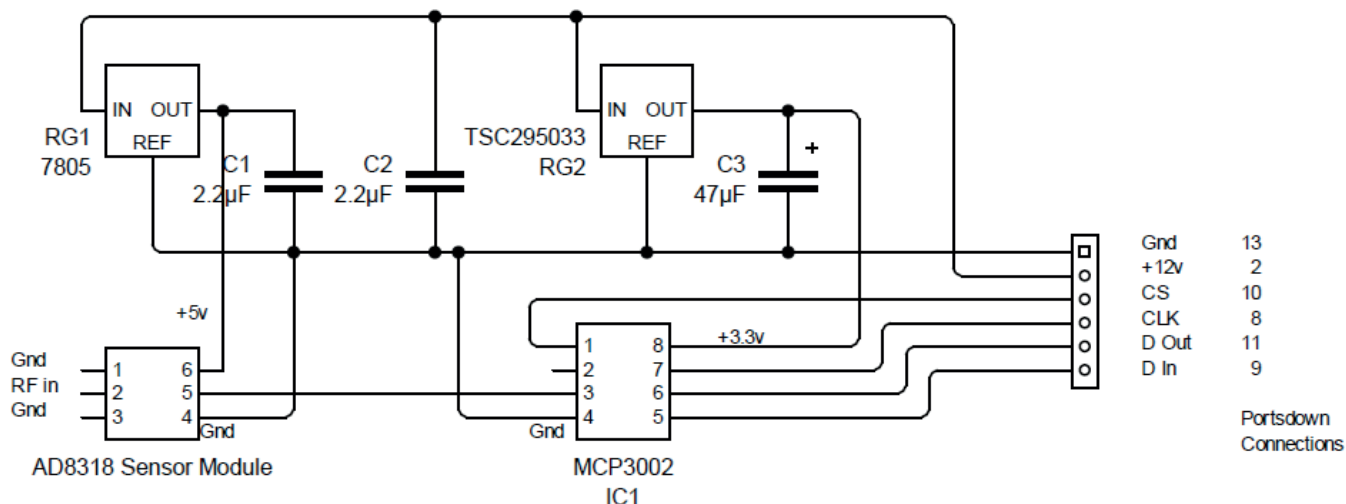 IN OUT
REF
RG1
7805
C1
2.2µF
C2
2.2µF
IN OUT
REF
TSC295033
RG2
C3
47µF
+
+5v
+3.3v
Gnd
RF in
Gnd
1 6
2 5
3 4
Gnd
AD8318 Sensor Module
1 8
2 7
3 6
4 5
Gnd
MCP3002
IC1
Gnd 13
+12v 2
CS 10
CLK 8
D Out 11
D In 9
Portsdown
Connections